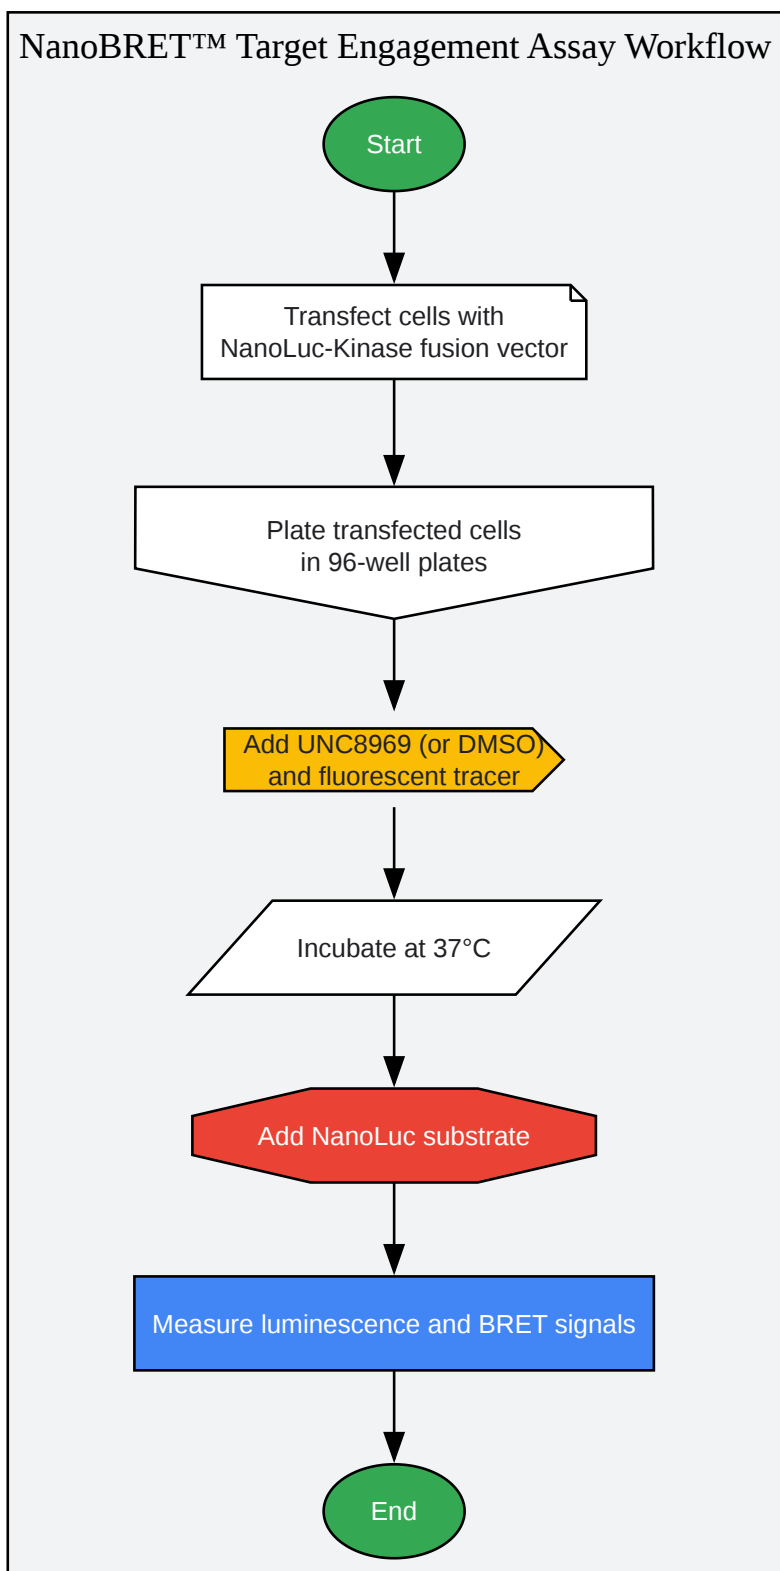 NanoBRET™ Target Engagement Assay Workflow
Start
Transfect cells with
NanoLuc-Kinase fusion vector
Plate transfected cells
in 96-well plates
Add UNC8969 (or DMSO)
and fluorescent tracer
Incubate at 37°C
Add NanoLuc substrate
Measure luminescence and BRET signals
End